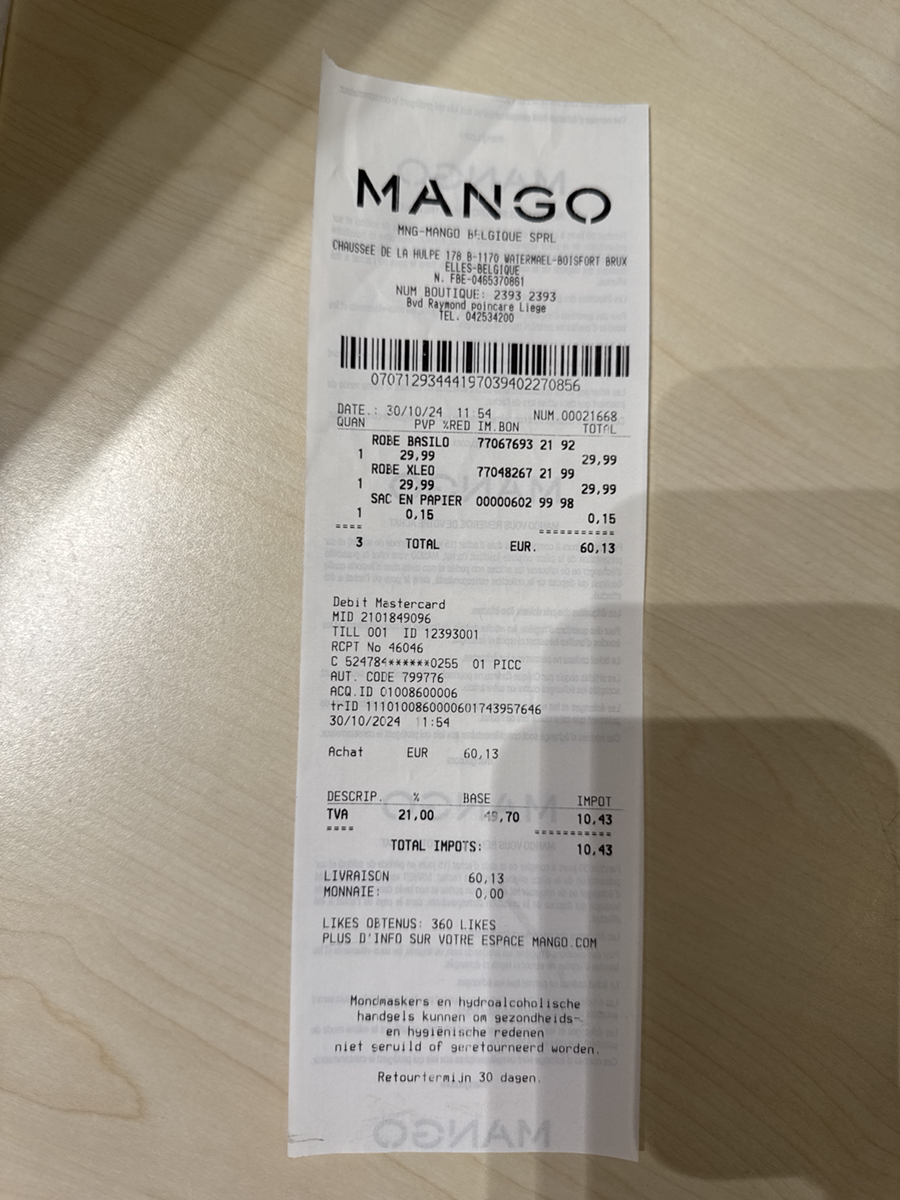 MANGO
MNG-MANGO BELGIQUE SPRL
CHAUSSEE DE LA HULPE 178 B-1170 WATERMAEL-BOISFORT BRUX
ELLES-BELGIQUE
N. FBE-0465370861
NUM BOUTIQUE: 2393 2393
Bvd Raymond poincare Liege
TEL. 042534200
07071293444197039402270856
DATE.: 30/10/24 11:54 NUM.00021668
QUAN PVP %RED IM.BON TOTAL
ROBE BASILO 77067693 21 92
1 29,99 29,99
ROBE XLEO 77048267 21 99
1 29,99 29,99
SAC EN PAPIER 00000602 99 98
1 0,15 0,15
==== ===========
3 TOTAL EUR. 60,13
Debit Mastercard
MID 2101849096
TILL 001 ID 12393001
RCPT No 46046
C 524784******0255 01 PICC
AUT. CODE 799776
ACQ.ID 01008600006
trID 1110100860000601743957646
30/10/2024 11:54
Achat EUR 60,13
DESCRIP. % BASE IMPOT
TVA 21,00 49,70 10,43
==== ===========
TOTAL IMPOTS: 10,43
LIVRAISON 60,13
MONNAIE: 0,00
LIKES OBTENUS: 360 LIKES
PLUS D'INFO SUR VOTRE ESPACE MANGO.COM
Mondmaskers en hydroalcoholische
handgels kunnen om gezondheids-
en hygiënische redenen
niet geruild of geretourneerd worden.
Retourtermijn 30 dagen.